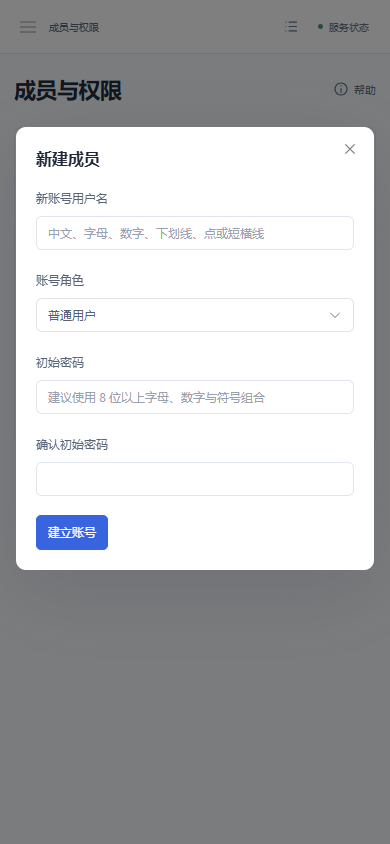 成员与权限
服务状态
成员与权限
帮助
新建成员
新账号用户名
中文、字母、数字、下划线、点或短横线
账号角色
普通用户
初始密码
建议使用 8 位以上字母、数字与符号组合
确认初始密码
建立账号